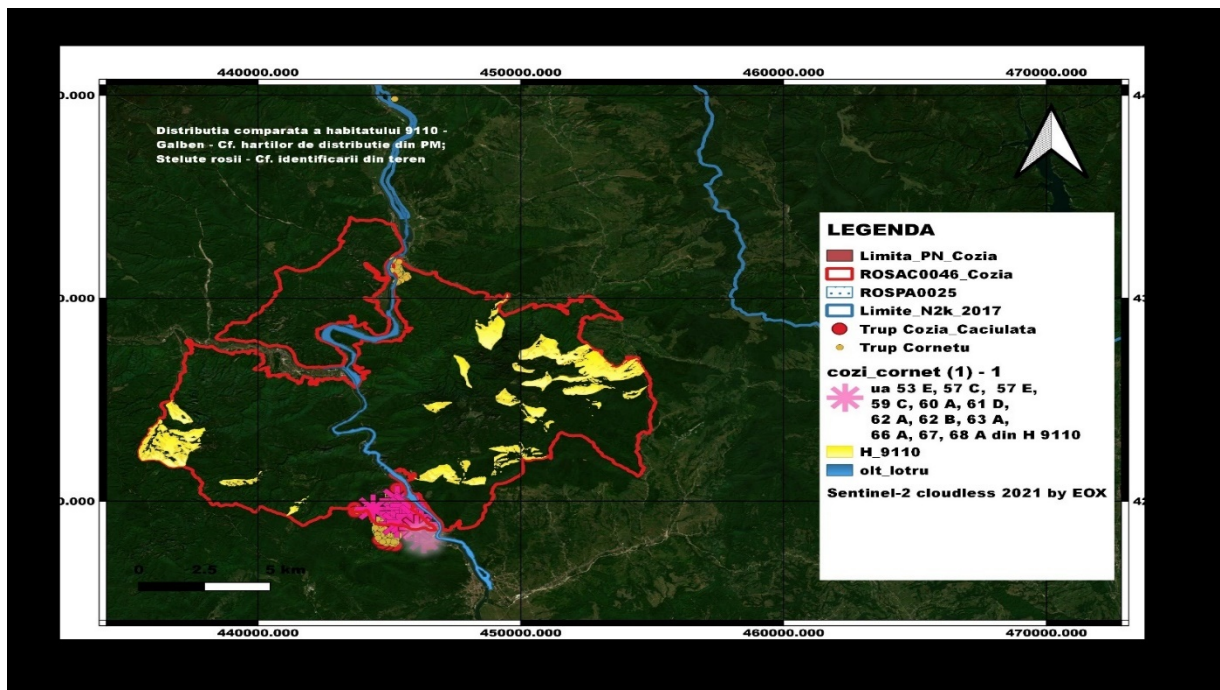 440000.000 450000.000 460000.000 470000.000
Distributia comparata a habitatului 9110 -
Galben - Cf. hartilor de distributie din PM;
Stelute rosii - Cf. identificarii din teren
LEGENDA
Limita_PN_Cozia
ROSAC0046_Cozia
ROSPA0025
Limite_N2k_2017
Trup Cozia_Caciulata
Trup Cornetu
cozi_cornet (1) - 1
ua 53 E, 57 C, 57 E,
59 C, 60 A, 61 D,
62 A, 62 B, 63 A,
66 A, 67, 68 A din H 9110
H_9110
olt_lotru
Sentinel-2 cloudless 2021 by EOX
0 2.5 5 km
440000.000 450000.000 460000.000 470000.000